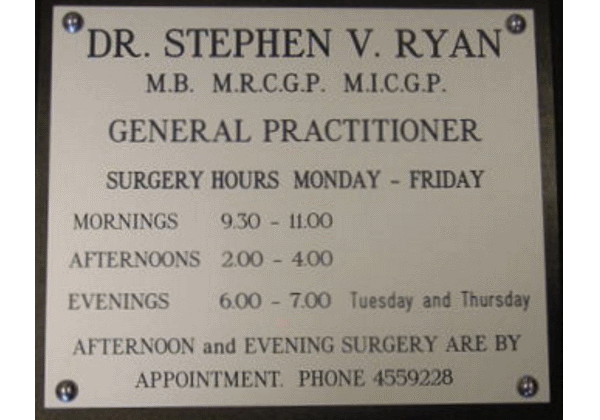 DR. STEPHEN V. RYAN
M.B. M.R.C.G.P. M.I.C.G.P.
GENERAL PRACTITIONER
SURGERY HOURS MONDAY - FRIDAY
MORNINGS 9.30 - 11.00
AFTERNOONS 2.00 - 4.00
EVENINGS 6.00 - 7.00 Tuesday and Thursday
AFTERNOON and EVENING SURGERY ARE BY
APPOINTMENT. PHONE 4559228